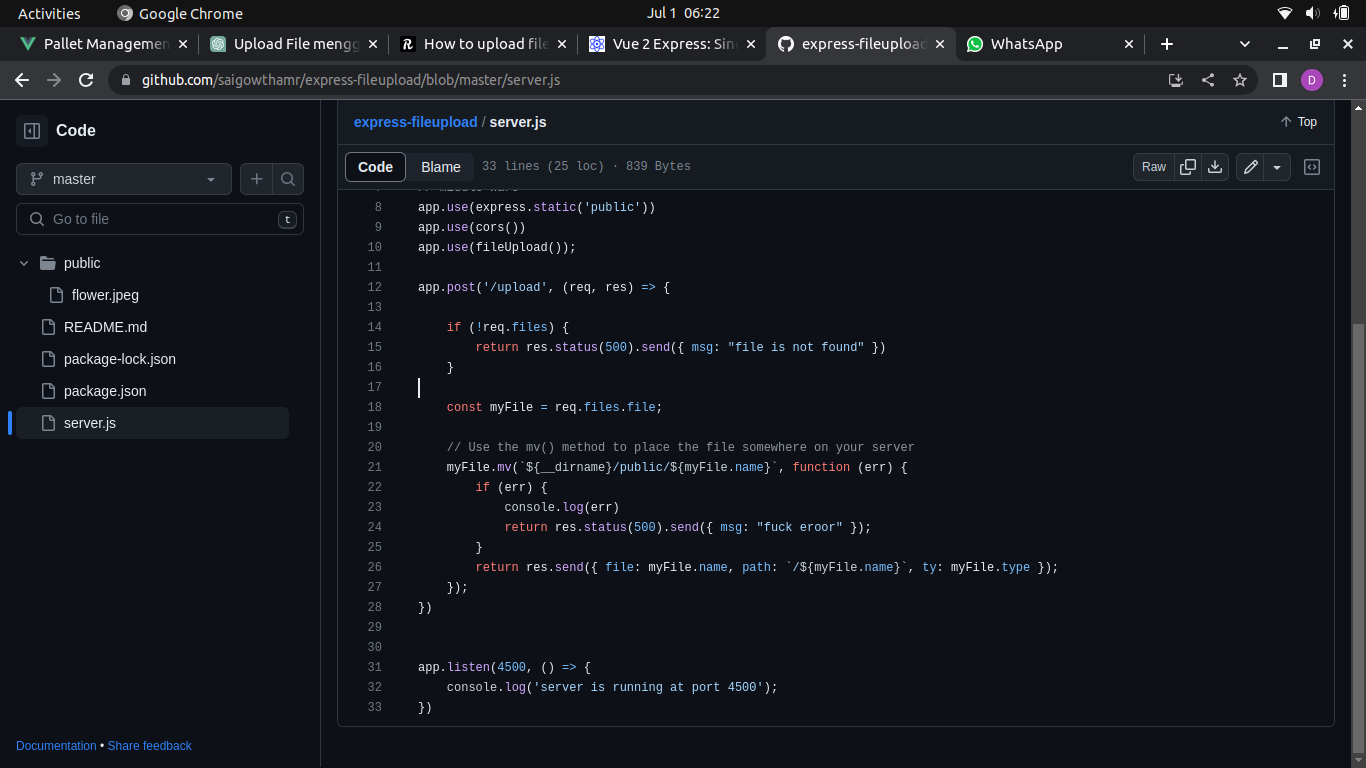 Activities Google Chrome Jul 1 06:22
Pallet Managemen Upload File mengg How to upload file Vue 2 Express: Sin express-fileupload WhatsApp
github.com/saigowthamr/express-fileupload/blob/master/server.js D
Code
master
Go to file t
public
flower.jpeg
README.md
package-lock.json
package.json
server.js
Documentation • Share feedback
express-fileupload / server.js Top
Code Blame 33 lines (25 loc) · 839 Bytes Raw
8 app.use(express.static('public'))
9 app.use(cors())
10 app.use(fileUpload());
11
12 app.post('/upload', (req, res) => {
13
14 if (!req.files) {
15 return res.status(500).send({ msg: "file is not found" })
16 }
17
18 const myFile = req.files.file;
19
20 // Use the mv() method to place the file somewhere on your server
21 myFile.mv(`${__dirname}/public/${myFile.name}`, function (err) {
22 if (err) {
23 console.log(err)
24 return res.status(500).send({ msg: "fuck eroor" });
25 }
26 return res.send({ file: myFile.name, path: `/${myFile.name}`, ty: myFile.type });
27 });
28 })
29
30
31 app.listen(4500, () => {
32 console.log('server is running at port 4500');
33 })